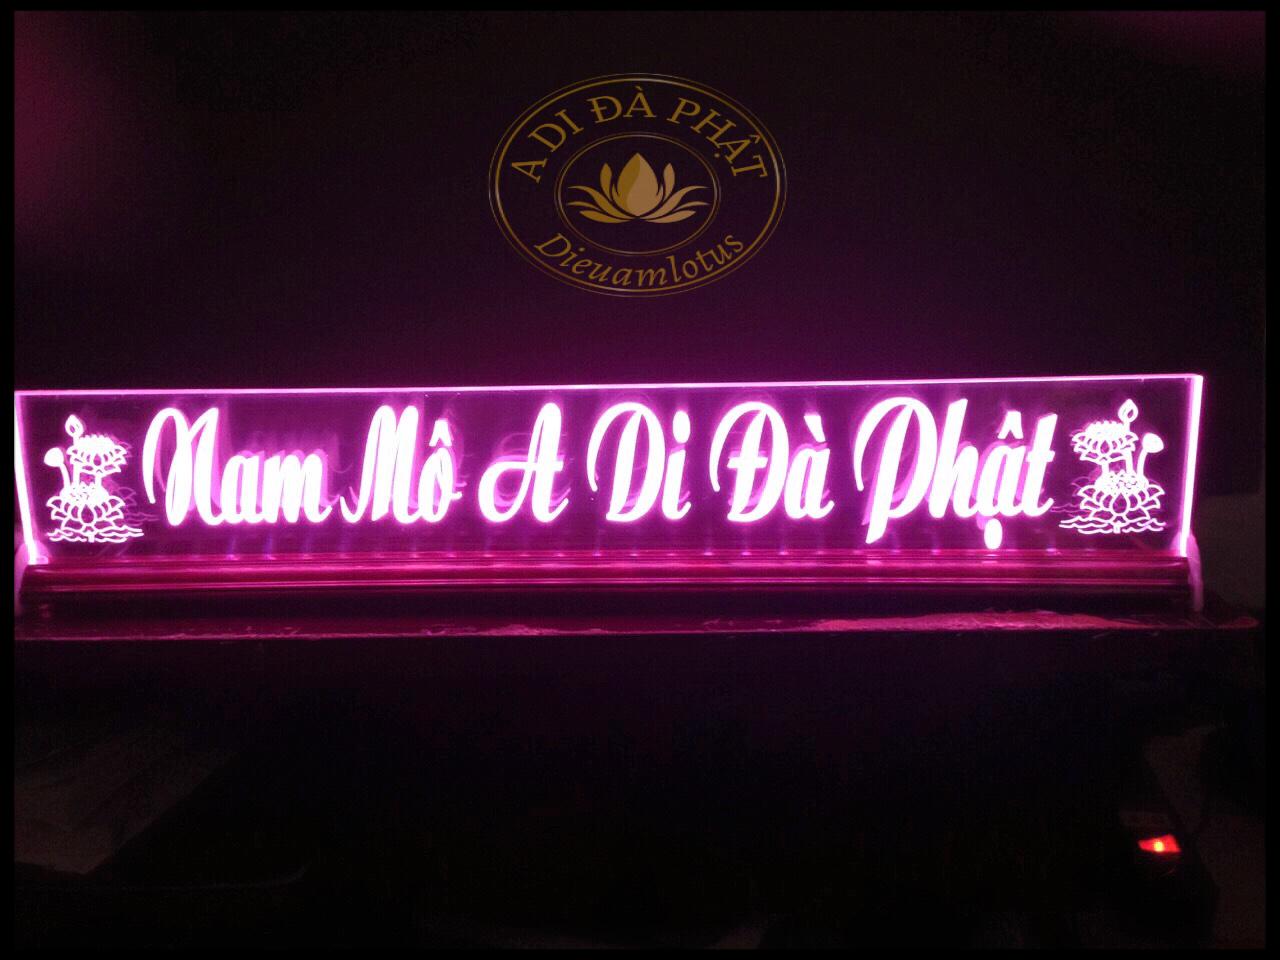 A DI ĐÀ PHẬT
Dieuamlotus
Nam Mô A Di Đà Phật